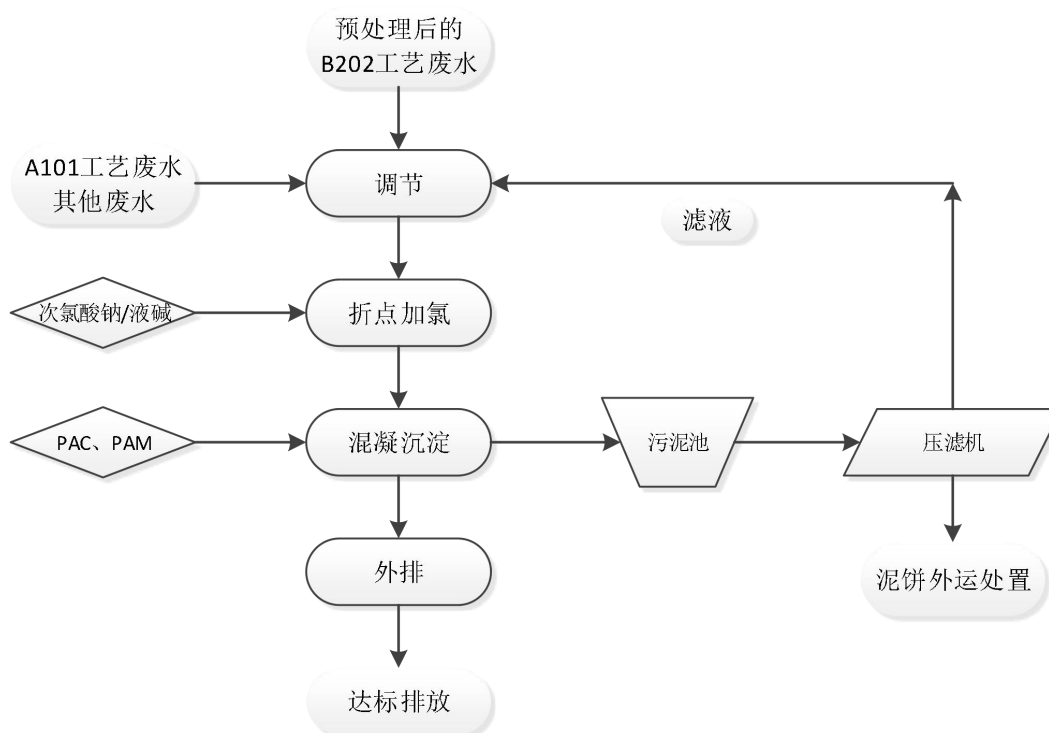 预处理后的
B202工艺废水
A101工艺废水
其他废水
调节
滤液
次氯酸钠/液碱
折点加氯
PAC、PAM
混凝沉淀
污泥池
压滤机
外排
泥饼外运处置
达标排放